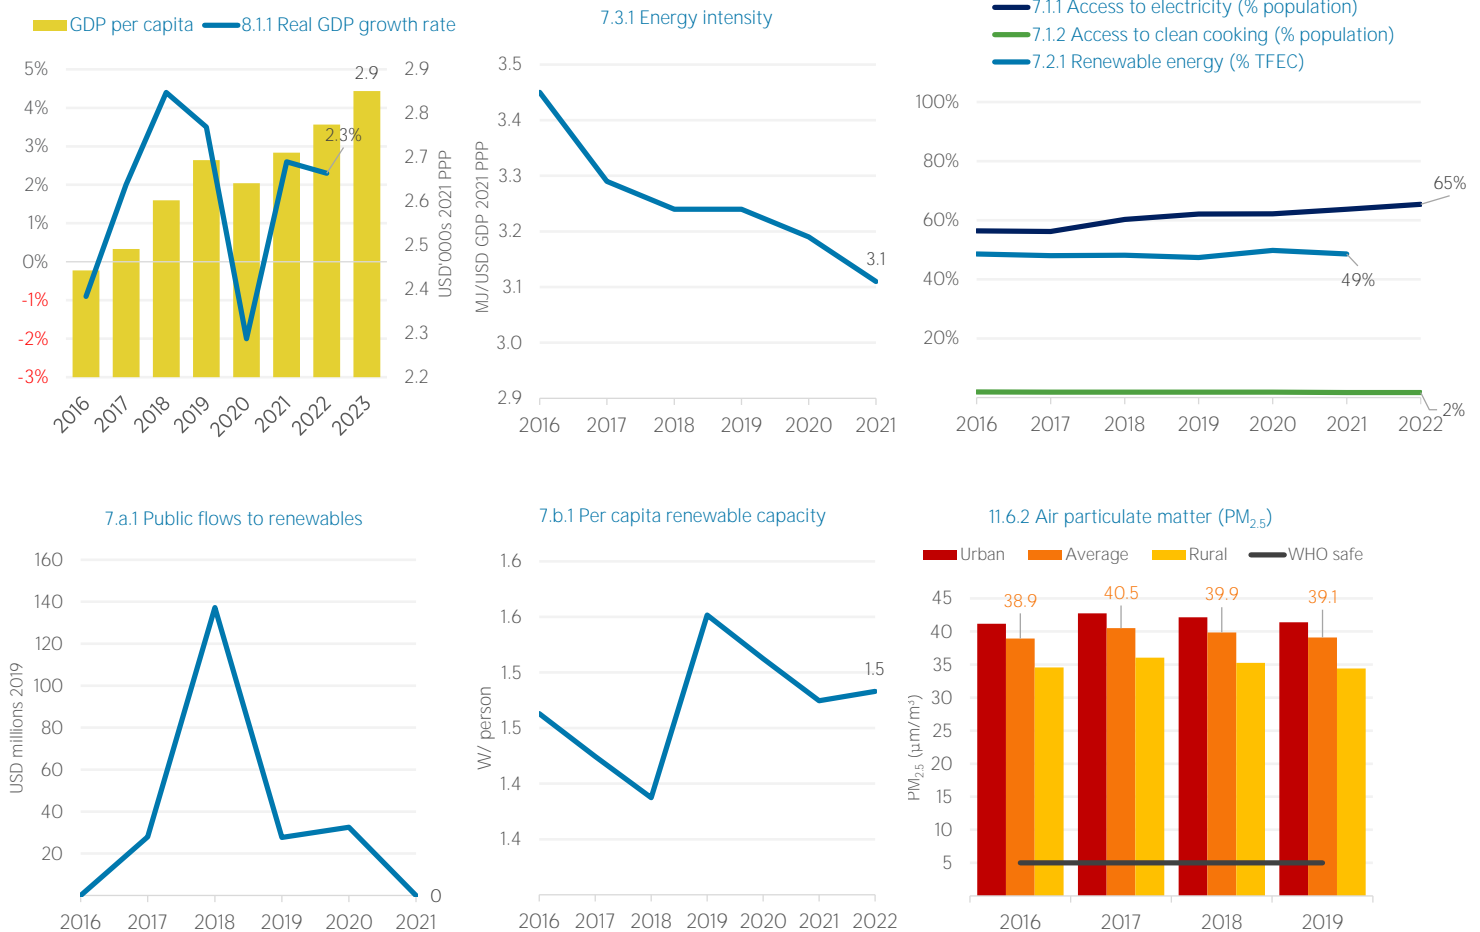 GDP per capita 8.1.1 Real GDP growth rate
5%
4%
3%
2%
1%
0%
-1%
-2%
-3%
2.9
2.3%
2.9
2.8
2.7
2.6
2.5
2.4
2.3
2.2
USD'000s 2021 PPP
2016 2017 2018 2019 2020 2021 2022 2023
7.3.1 Energy intensity
MJ/USD GDP 2021 PPP
3.5
3.4
3.3
3.2
3.1
3.0
2.9
3.1
2016 2017 2018 2019 2020 2021
7.1.1 Access to electricity (% population)
7.1.2 Access to clean cooking (% population)
7.2.1 Renewable energy (% TFEC)
100%
80%
60%
40%
20%
65%
49%
2%
2016 2017 2018 2019 2020 2021 2022
7.a.1 Public flows to renewables
USD millions 2019
160
140
120
100
80
60
40
20
0
2016 2017 2018 2019 2020 2021
7.b.1 Per capita renewable capacity
W/ person
1.6
1.6
1.5
1.5
1.4
1.4
1.5
2016 2017 2018 2019 2020 2021 2022
11.6.2 Air particulate matter (PM2.5)
Urban Average Rural WHO safe
PM2.5 (μm/m³)
45
40
35
30
25
20
15
10
5
38.9 40.5 39.9 39.1
2016 2017 2018 2019